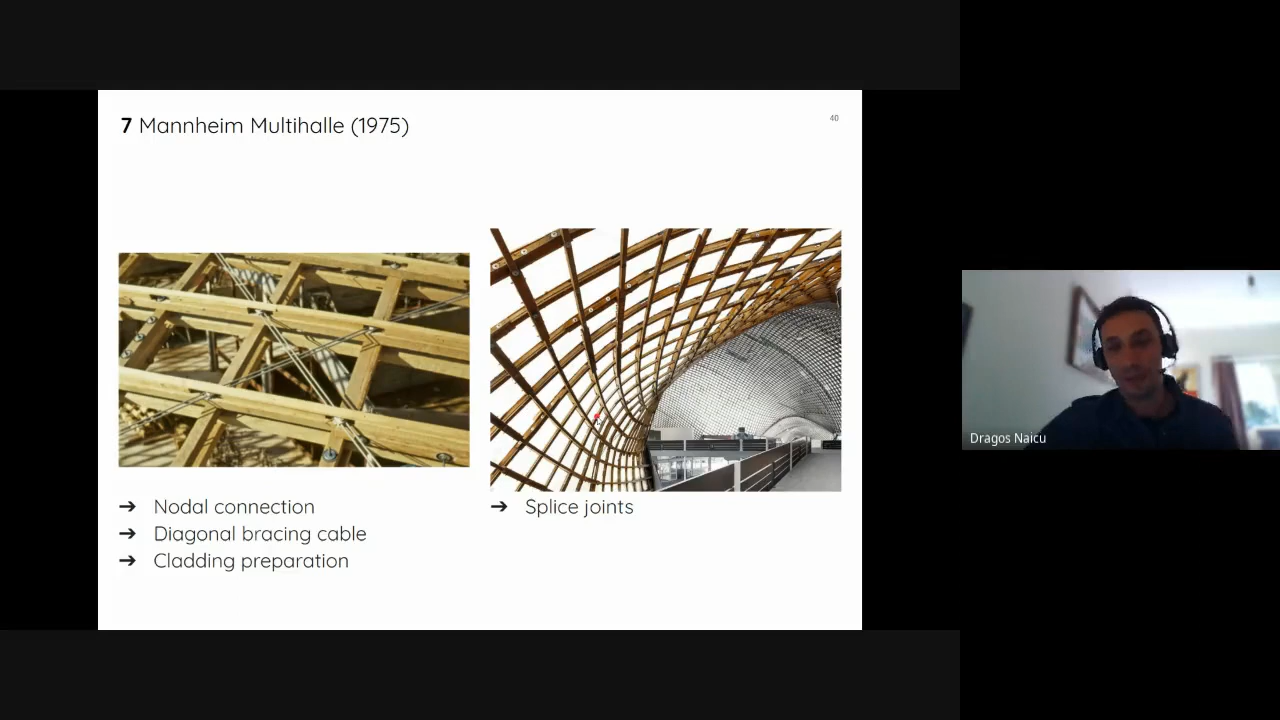 7 Mannheim Multihalle (1975)
40
➔ Nodal connection
➔ Diagonal bracing cable
➔ Cladding preparation
➔ Splice joints
Dragos Naicu